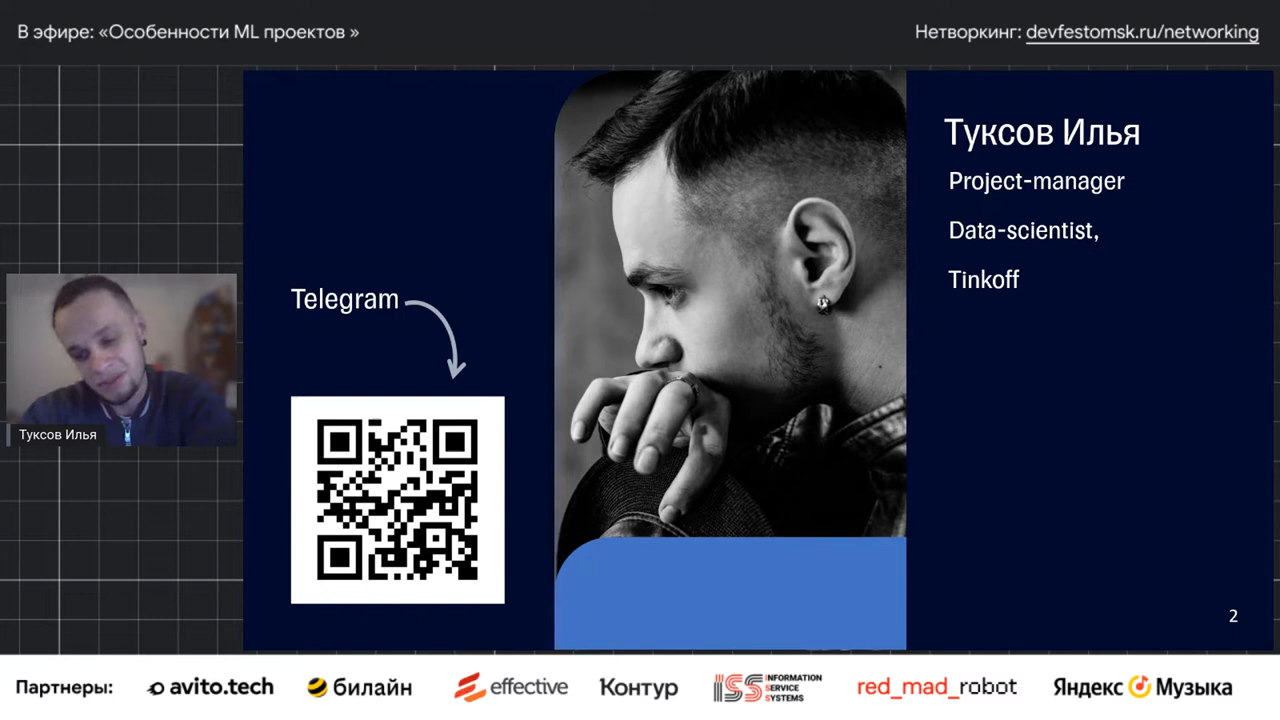 В эфире: «Особенности ML проектов »
Нетворкинг: devfestomsk.ru/networking
Туксов Илья
Project-manager
Data-scientist,
Tinkoff
Telegram
Туксов Илья
2
Партнеры:
avito.tech
билайн
effective
Контур
ISS INFORMATION
SERVICE
SYSTEMS
red_mad_robot
Яндекс Музыка